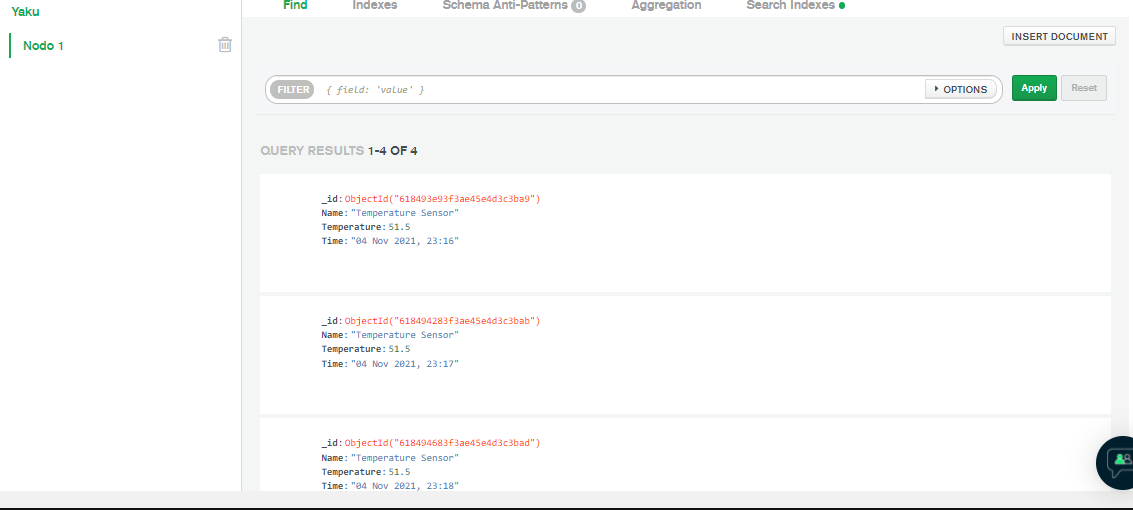 Yaku
Nodo 1
Find Indexes Schema Anti-Patterns 0 Aggregation Search Indexes
INSERT DOCUMENT
FILTER { field: 'value' } OPTIONS Apply Reset
QUERY RESULTS 1-4 OF 4
_id:ObjectId("618493e93f3ae45e4d3c3ba9")
Name:"Temperature Sensor"
Temperature:51.5
Time:"04 Nov 2021, 23:16"
_id:ObjectId("618494283f3ae45e4d3c3bab")
Name:"Temperature Sensor"
Temperature:51.5
Time:"04 Nov 2021, 23:17"
_id:ObjectId("618494683f3ae45e4d3c3bad")
Name:"Temperature Sensor"
Temperature:51.5
Time:"04 Nov 2021, 23:18"